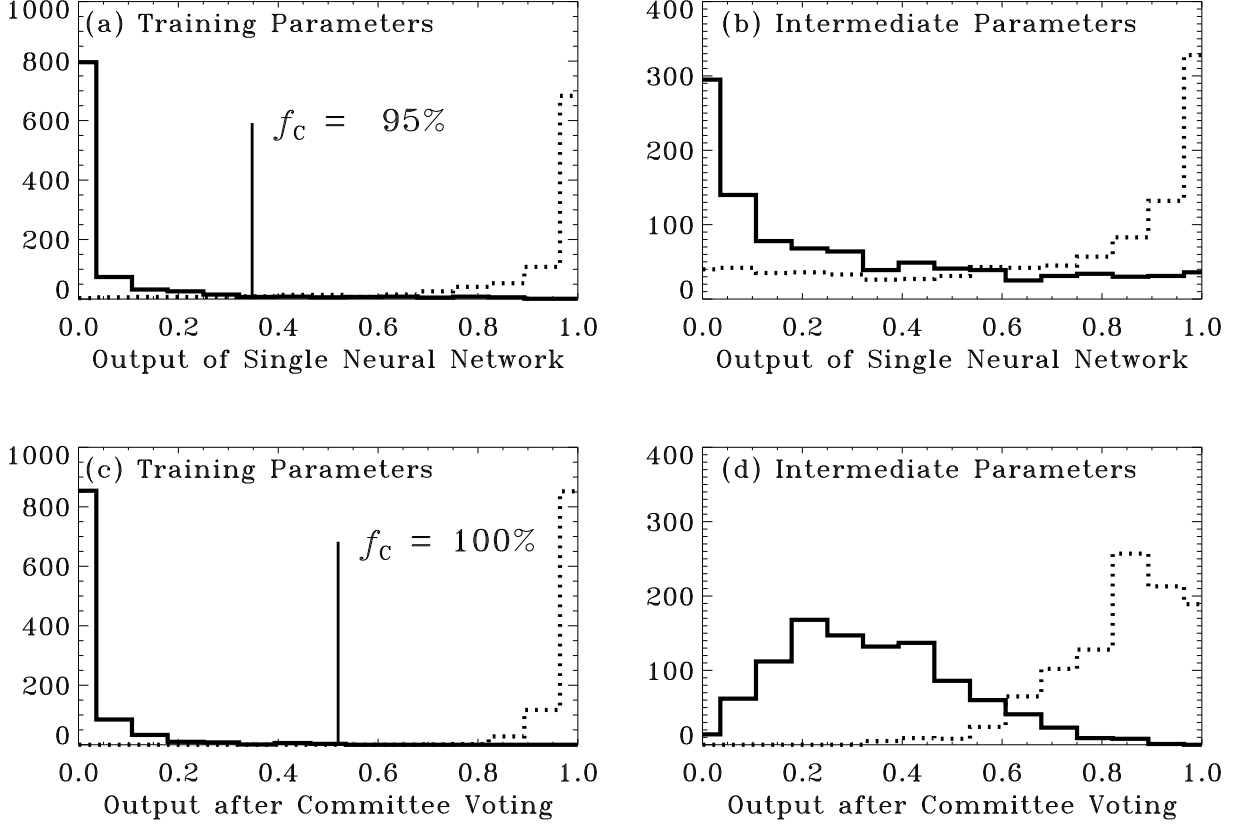 (a) Training Parameters
1000
800
600
400
200
0
f_C = 95%
0.0 0.2 0.4 0.6 0.8 1.0
Output of Single Neural Network
(b) Intermediate Parameters
400
300
200
100
0
0.0 0.2 0.4 0.6 0.8 1.0
Output of Single Neural Network
(c) Training Parameters
1000
800
600
400
200
0
f_C = 100%
0.0 0.2 0.4 0.6 0.8 1.0
Output after Committee Voting
(d) Intermediate Parameters
400
300
200
100
0
0.0 0.2 0.4 0.6 0.8 1.0
Output after Committee Voting